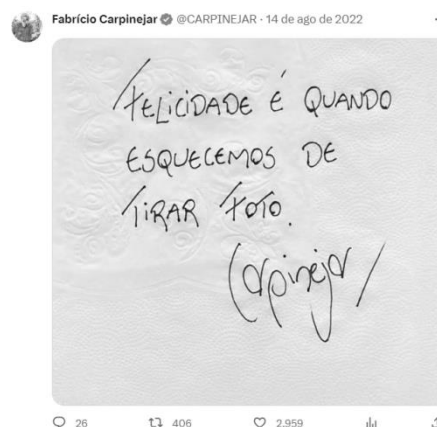 Fabrício Carpinejar @CARPINEJAR · 14 de ago de 2022
FELICIDADE É QUANDO
ESQUECEMOS DE
TIRAR FOTO.
Carpinejar
26 406 2.959